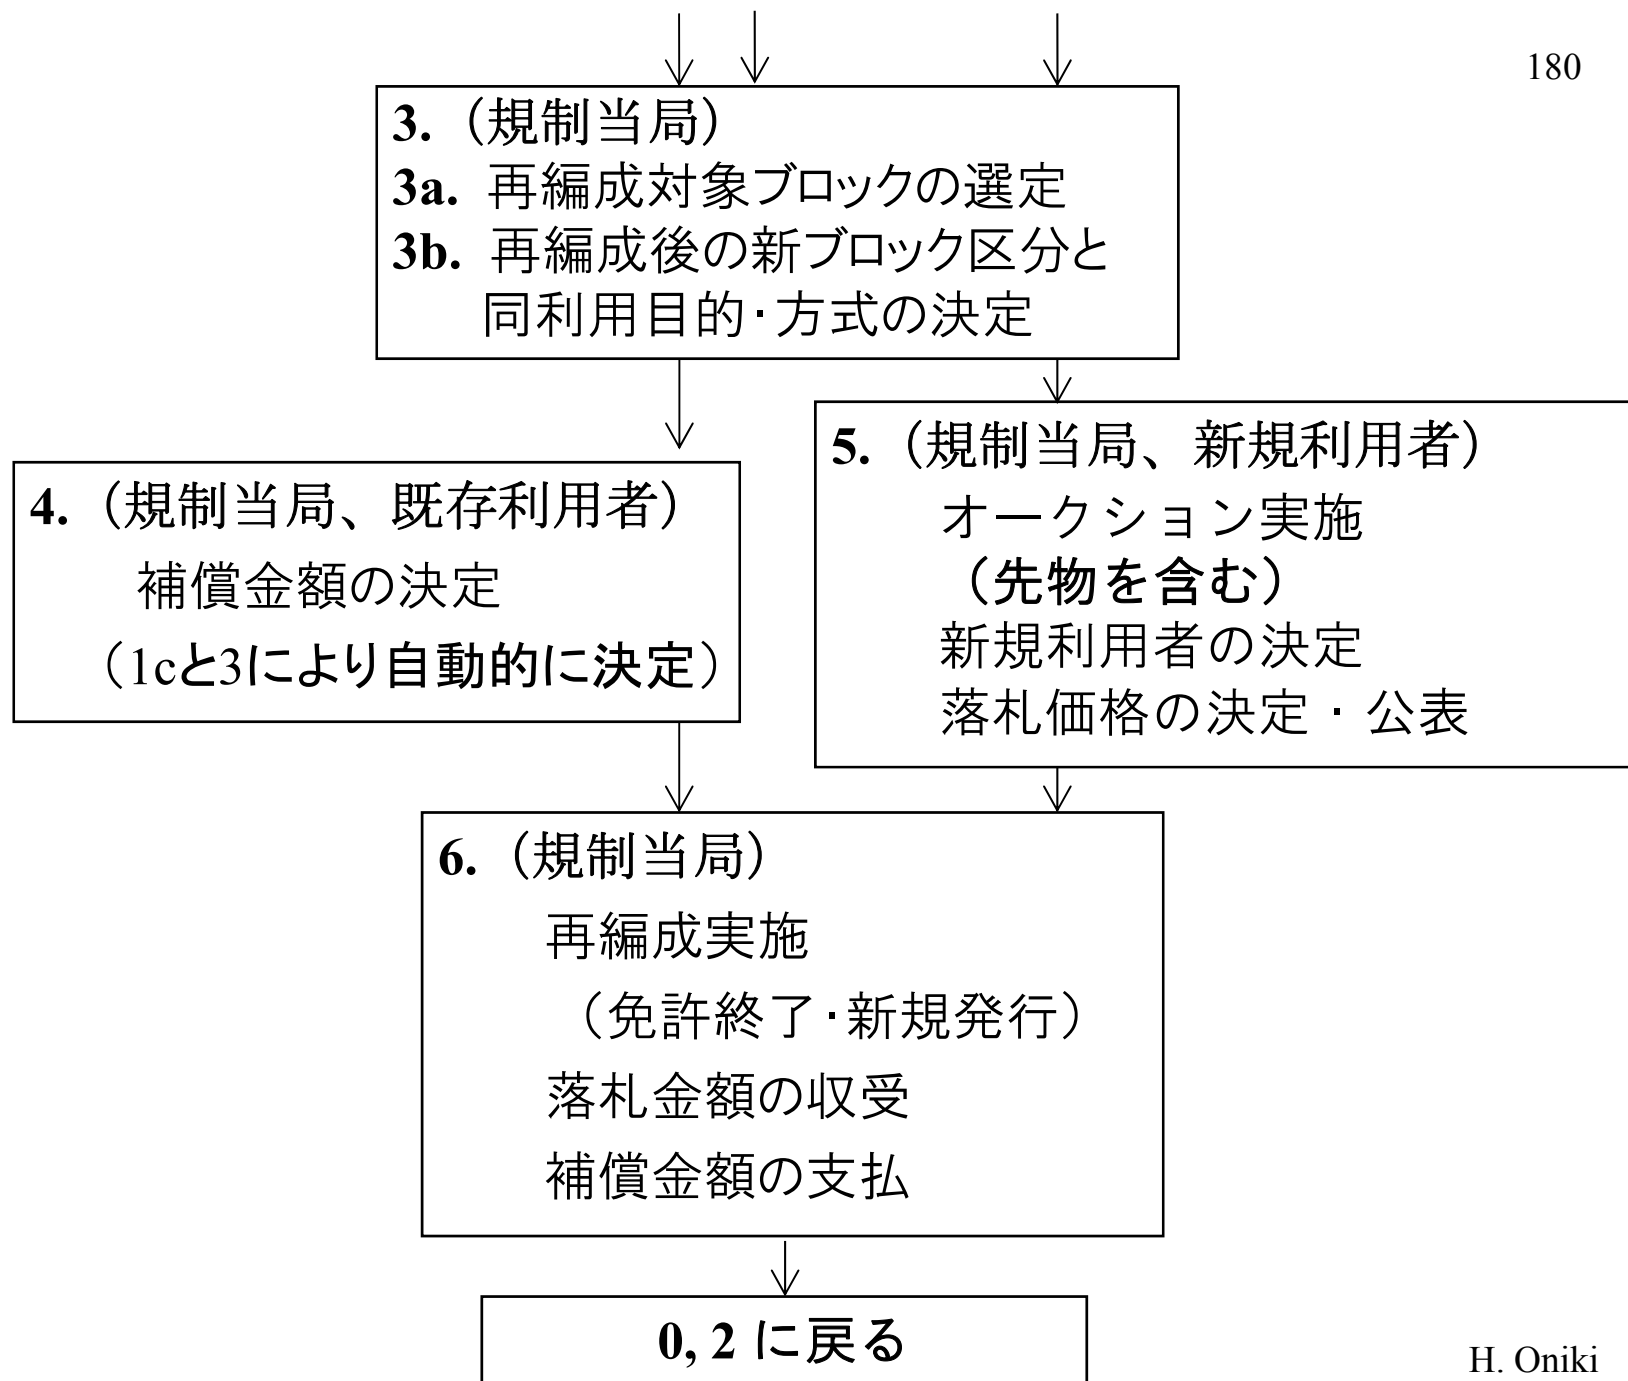 180
3.（規制当局）
3a. 再編成対象ブロックの選定
3b. 再編成後の新ブロック区分と
同利用目的・方式の決定
4.（規制当局、既存利用者）
補償金額の決定
（1cと3により自動的に決定）
5.（規制当局、新規利用者）
オークション実施
（先物を含む）
新規利用者の決定
落札価格の決定・公表
6.（規制当局）
再編成実施
（免許終了・新規発行）
落札金額の収受
補償金額の支払
0, 2 に戻る
H. Oniki